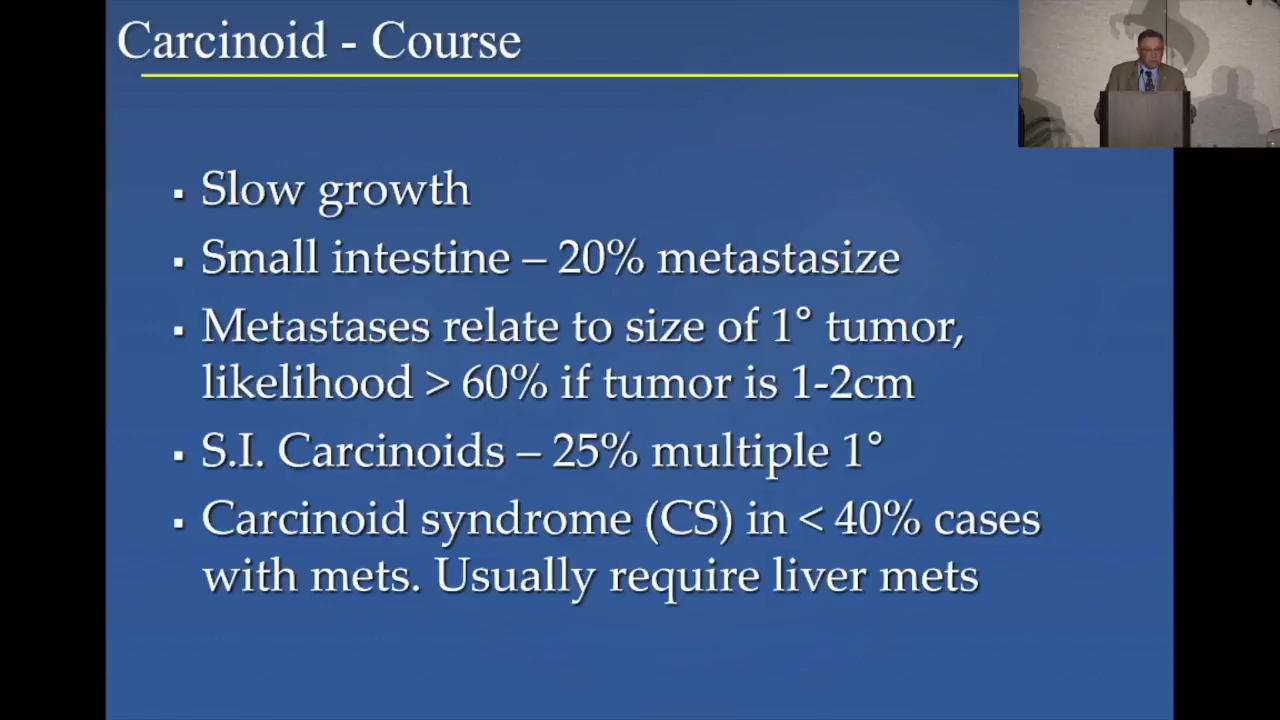 Carcinoid - Course
▪ Slow growth
▪ Small intestine – 20% metastasize
▪ Metastases relate to size of 1° tumor,
likelihood > 60% if tumor is 1-2cm
▪ S.I. Carcinoids – 25% multiple 1°
▪ Carcinoid syndrome (CS) in < 40% cases
with mets. Usually require liver mets